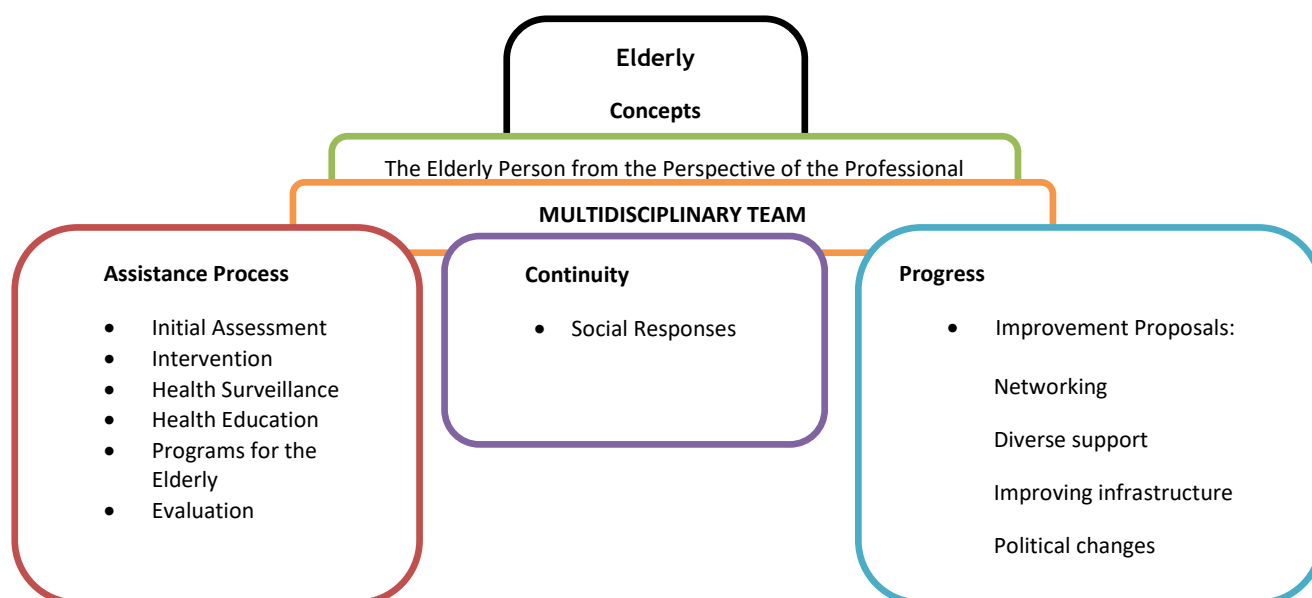 Elderly
Concepts
The Elderly Person from the Perspective of the Professional
MULTIDISCIPLINARY TEAM
Assistance Process
• Initial Assessment
• Intervention
• Health Surveillance
• Health Education
• Programs for the
Elderly
• Evaluation
Continuity
• Social Responses
Progress
• Improvement Proposals:
Networking
Diverse support
Improving infrastructure
Political changes